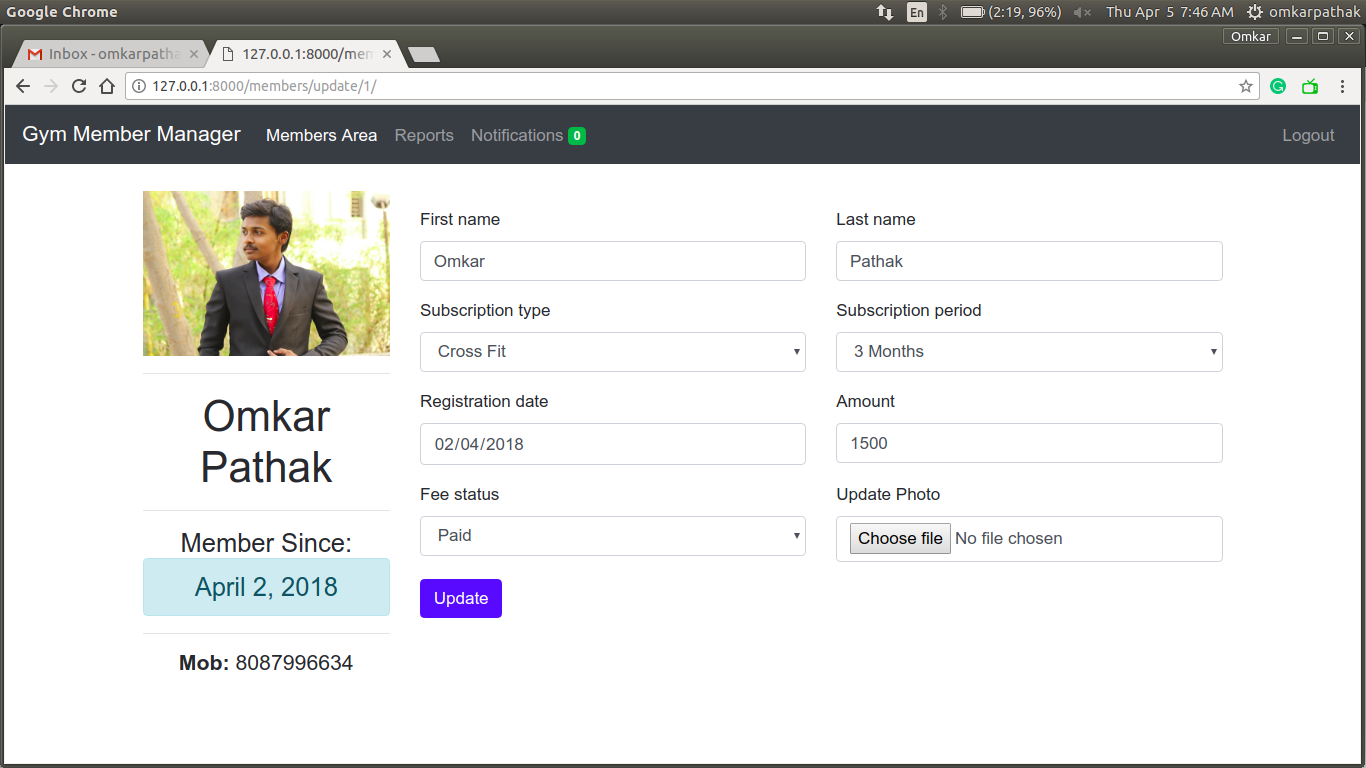 Google Chrome
En
(2:19, 96%)
Thu Apr 5 7:46 AM
omkarpathak
Omkar
Inbox - omkarpatha
127.0.0.1:8000/mem
127.0.0.1:8000/members/update/1/
Gym Member Manager
Members Area
Reports
Notifications 0
Logout
Omkar
Pathak
Member Since:
April 2, 2018
Mob: 8087996634
First name
Omkar
Last name
Pathak
Subscription type
Cross Fit
Subscription period
3 Months
Registration date
02/04/2018
Amount
1500
Fee status
Paid
Update Photo
Choose file No file chosen
Update